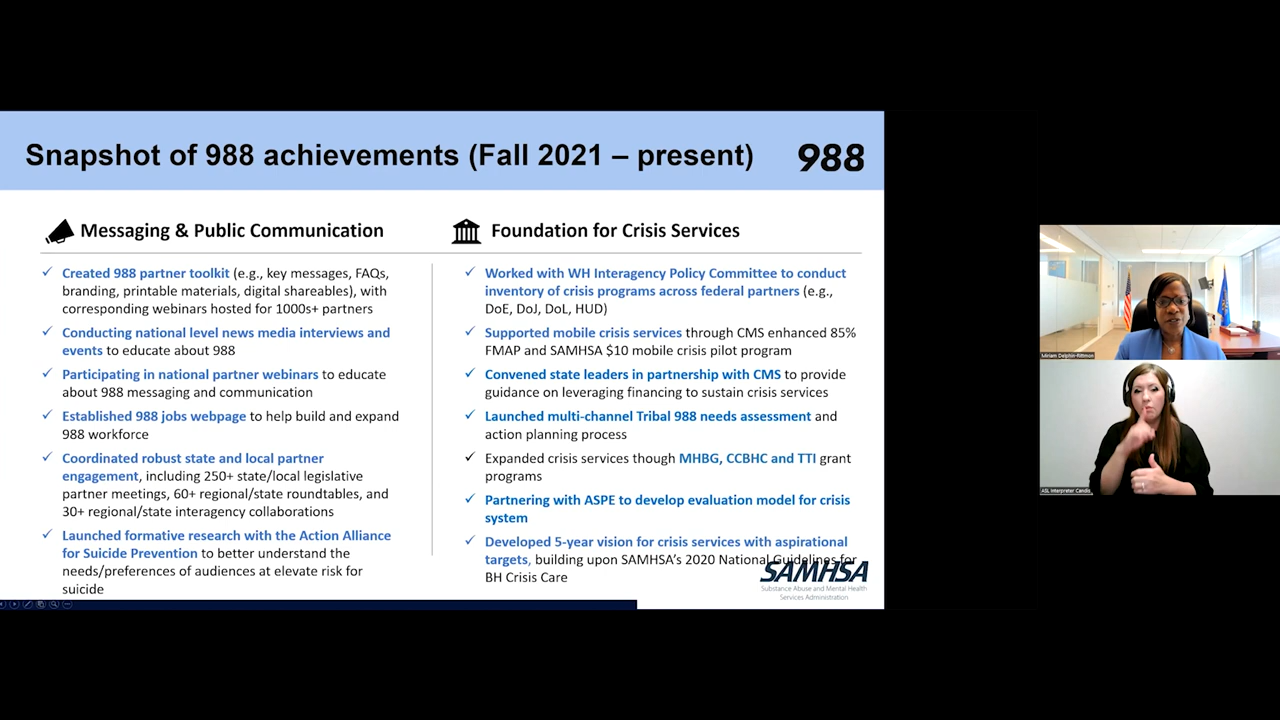 Snapshot of 988 achievements (Fall 2021 – present)
988
Messaging & Public Communication
Created 988 partner toolkit (e.g., key messages, FAQs,
branding, printable materials, digital shareables), with
corresponding webinars hosted for 1000s+ partners
Conducting national level news media interviews and
events to educate about 988
Participating in national partner webinars to educate
about 988 messaging and communication
Established 988 jobs webpage to help build and expand
988 workforce
Coordinated robust state and local partner
engagement, including 250+ state/local legislative
partner meetings, 60+ regional/state roundtables, and
30+ regional/state interagency collaborations
Launched formative research with the Action Alliance
for Suicide Prevention to better understand the
needs/preferences of audiences at elevate risk for
suicide
Foundation for Crisis Services
Worked with WH Interagency Policy Committee to conduct
inventory of crisis programs across federal partners (e.g.,
DoE, DoJ, DoL, HUD)
Supported mobile crisis services through CMS enhanced 85%
FMAP and SAMHSA $10 mobile crisis pilot program
Convened state leaders in partnership with CMS to provide
guidance on leveraging financing to sustain crisis services
Launched multi-channel Tribal 988 needs assessment and
action planning process
Expanded crisis services though MHBG, CCBHC and TTI grant
programs
Partnering with ASPE to develop evaluation model for crisis
system
Developed 5-year vision for crisis services with aspirational
targets, building upon SAMHSA's 2020 National Guidelines for
BH Crisis Care
SAMHSA
Substance Abuse and Mental Health
Services Administration
Miriam Delphin-Rittmon
ASL Interpreter Candis